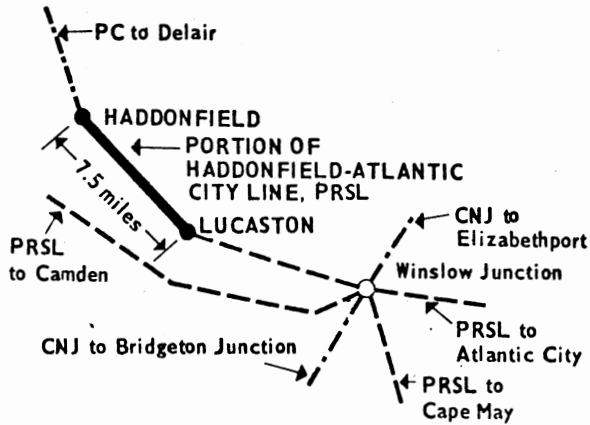 PC to Delair
HADDONFIELD
PORTION OF
HADDONFIELD-ATLANTIC
CITY LINE, PRSL
7.5 miles
LUCASTON
CNJ to
Elizabethport
PRSL
to Camden
Winslow Junction
PRSL to
Atlantic City
CNJ to Bridgeton Junction
PRSL to
Cape May